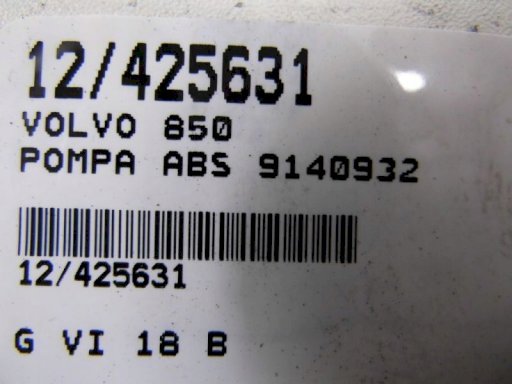 12/425631
VOLVO 850
POMPA ABS 9140932
12/425631
G VI 18 B